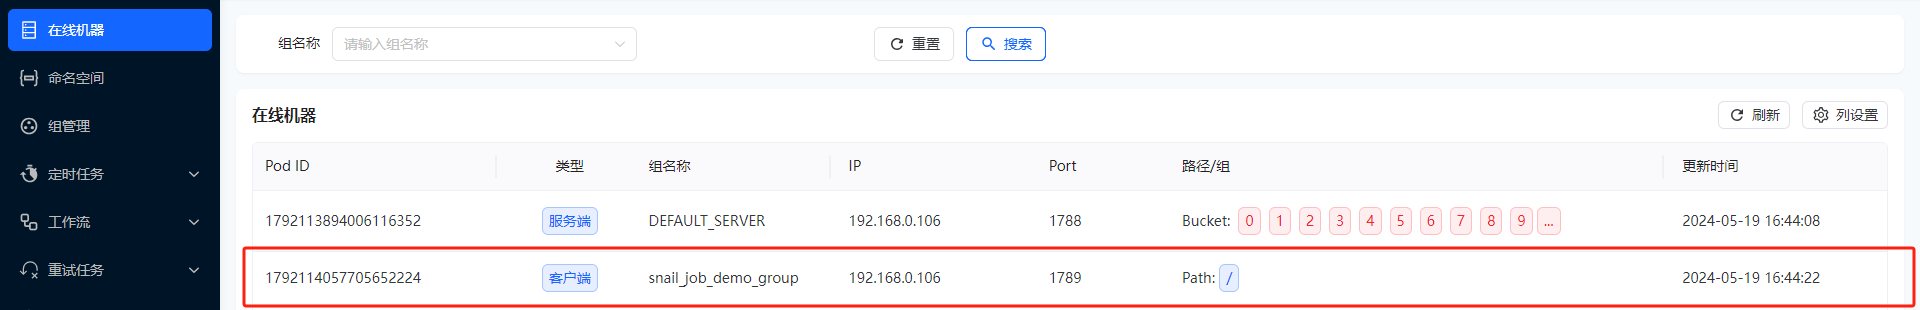 在线机器
命名空间
组管理
定时任务
工作流
重试任务
组名称 请输入组名称 重置 搜索
在线机器 刷新 列设置
Pod ID 类型 组名称 IP Port 路径/组 更新时间
1792113894006116352 服务端 DEFAULT_SERVER 192.168.0.106 1788 Bucket: 0 1 2 3 4 5 6 7 8 9 ... 2024-05-19 16:44:08
1792114057705652224 客户端 snail_job_demo_group 192.168.0.106 1789 Path: / 2024-05-19 16:44:22